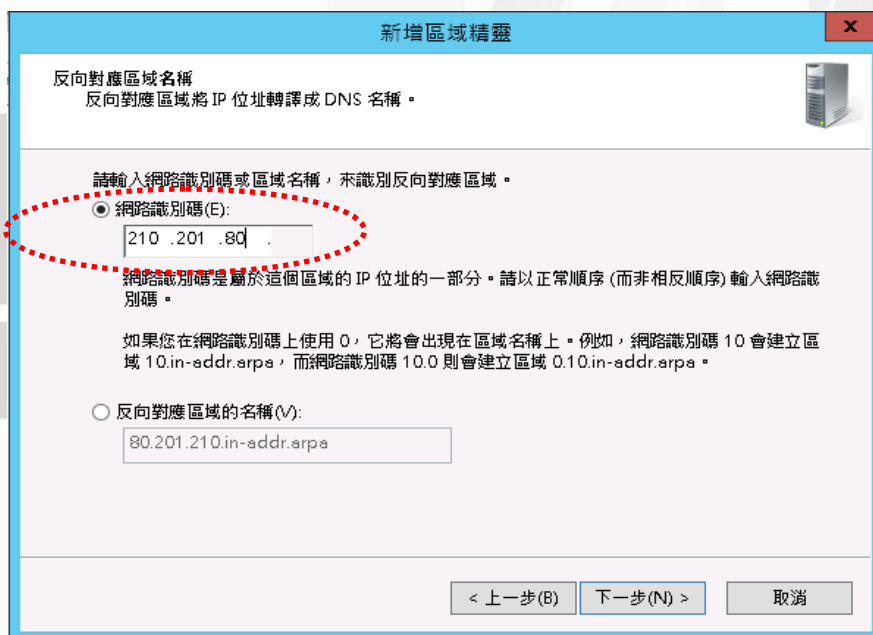 新增區域精靈
x
反向對應區域名稱
反向對應區域將 IP 位址轉譯成 DNS 名稱。
請輸入網路識別碼或區域名稱，來識別反向對應區域。
網路識別碼(E):
210 .201 .80 .
網路識別碼是屬於這個區域的 IP 位址的一部分。請以正常順序 (而非相反順序) 輸入網路識
別碼。
如果您在網路識別碼上使用 0，它將會出現在區域名稱上。例如，網路識別碼 10 會建立區
域 10.in-addr.arpa，而網路識別碼 10.0 則會建立區域 0.10.in-addr.arpa。
反向對應區域的名稱(V):
80.201.210.in-addr.arpa
< 上一步(B) 下一步(N) > 取消